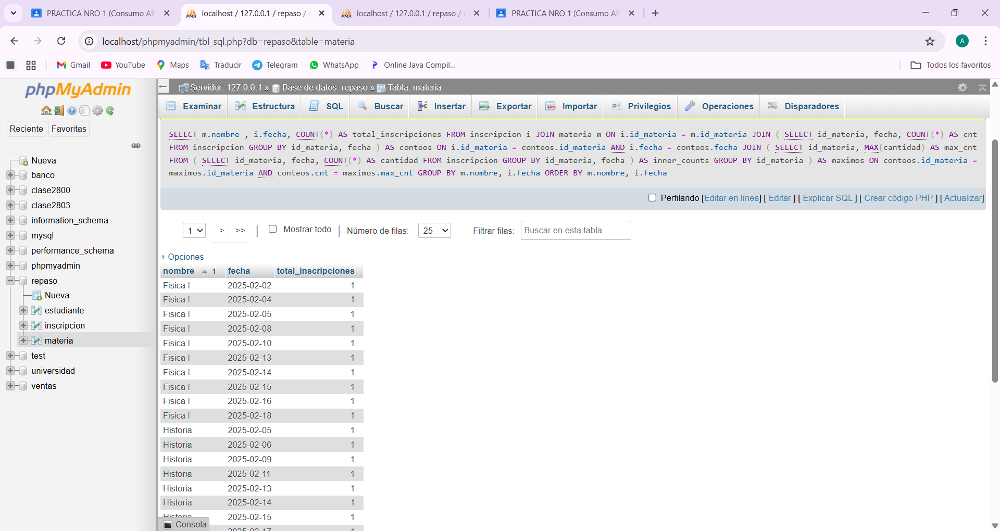 PRACTICA NRO 1 (Consumo AP
localhost / 127.0.0.1 / repaso /
localhost / 127.0.0.1 / repaso /
PRACTICA NRO 1 (Consumo AP
localhost/phpmyadmin/tbl_sql.php?db=repaso&table=materia
A
Gmail
YouTube
Maps
Traducir
Telegram
WhatsApp
Online Java Compil...
Todos los favoritos
phpMyAdmin
Reciente
Favoritas
Nueva
banco
clase2800
clase2803
information_schema
mysql
performance_schema
phpmyadmin
repaso
Nueva
estudiante
inscripcion
materia
test
universidad
ventas
Servidor: 127.0.0.1 » Base de datos: repaso » Tabla: materia
Examinar
Estructura
SQL
Buscar
Insertar
Exportar
Importar
Privilegios
Operaciones
Disparadores
SELECT m.nombre , i.fecha, COUNT(*) AS total_inscripciones FROM inscripcion i JOIN materia m ON i.id_materia = m.id_materia JOIN ( SELECT id_materia, fecha, COUNT(*) AS cnt
FROM inscripcion GROUP BY id_materia, fecha ) AS conteos ON i.id_materia = conteos.id_materia AND i.fecha = conteos.fecha JOIN ( SELECT id_materia, MAX(cantidad) AS max_cnt
FROM ( SELECT id_materia, fecha, COUNT(*) AS cantidad FROM inscripcion GROUP BY id_materia, fecha ) AS inner_counts GROUP BY id_materia ) AS maximos ON conteos.id_materia =
maximos.id_materia AND conteos.cnt = maximos.max_cnt GROUP BY m.nombre, i.fecha ORDER BY m.nombre, i.fecha
Perfilando [Editar en línea] [ Editar ] [ Explicar SQL ] [ Crear código PHP ] [ Actualizar]
1 > >> | Mostrar todo | Número de filas: 25 Filtrar filas: Buscar en esta tabla
+ Opciones
nombre 1 fecha total_inscripciones
Fisica I 2025-02-02 1
Fisica I 2025-02-04 1
Fisica I 2025-02-05 1
Fisica I 2025-02-08 1
Fisica I 2025-02-10 1
Fisica I 2025-02-13 1
Fisica I 2025-02-14 1
Fisica I 2025-02-15 1
Fisica I 2025-02-16 1
Fisica I 2025-02-18 1
Historia 2025-02-05 1
Historia 2025-02-06 1
Historia 2025-02-09 1
Historia 2025-02-11 1
Historia 2025-02-13 1
Historia 2025-02-14 1
Historia 2025-02-15 1
2025-02-17 1
Consola